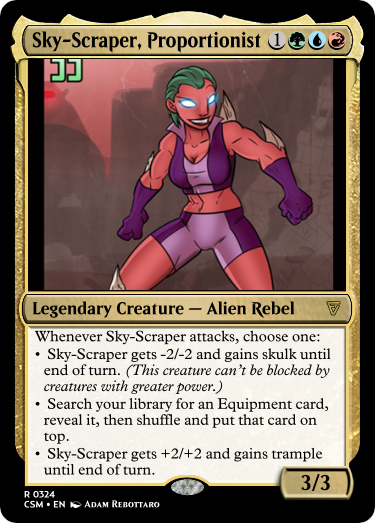 Sky-Scraper, Proportionist 1
33
Legendary Creature — Alien Rebel
Whenever Sky-Scraper attacks, choose one:
• Sky-Scraper gets -2/-2 and gains skulk until
end of turn. (This creature can't be blocked by
creatures with greater power.)
• Search your library for an Equipment card,
reveal it, then shuffle and put that card on
top.
• Sky-Scraper gets +2/+2 and gains trample
until end of turn.
3/3
R 0324
CSM • EN Adam Rebottaro